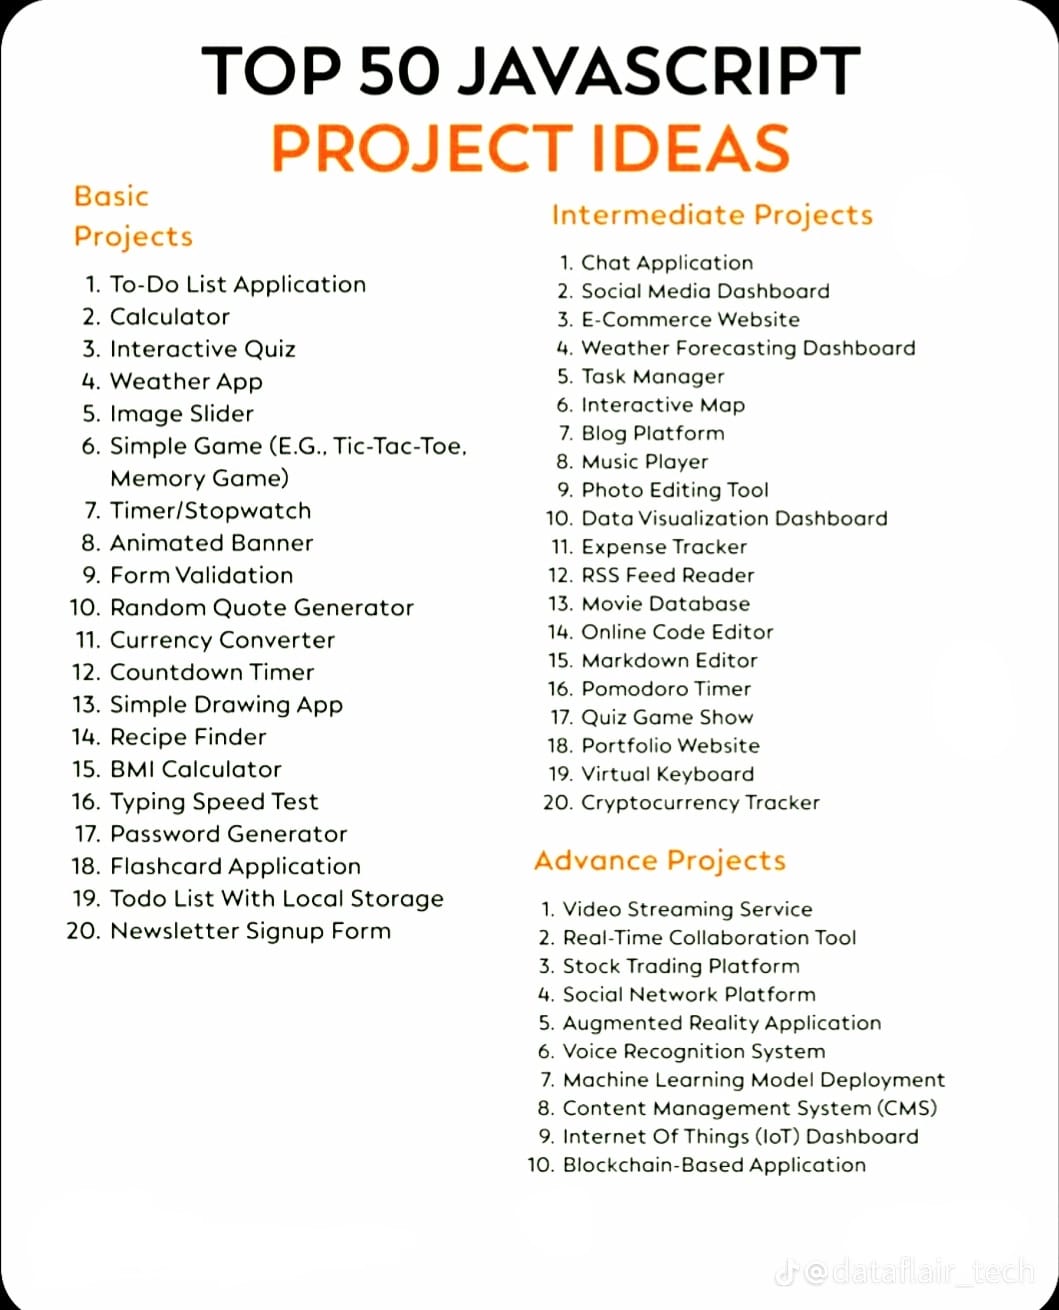 TOP 50 JAVASCRIPT
PROJECT IDEAS
Basic
Projects
1. To-Do List Application
2. Calculator
3. Interactive Quiz
4. Weather App
5. Image Slider
6. Simple Game (E.G., Tic-Tac-Toe,
Memory Game)
7. Timer/Stopwatch
8. Animated Banner
9. Form Validation
10. Random Quote Generator
11. Currency Converter
12. Countdown Timer
13. Simple Drawing App
14. Recipe Finder
15. BMI Calculator
16. Typing Speed Test
17. Password Generator
18. Flashcard Application
19. Todo List With Local Storage
20. Newsletter Signup Form
Intermediate Projects
1. Chat Application
2. Social Media Dashboard
3. E-Commerce Website
4. Weather Forecasting Dashboard
5. Task Manager
6. Interactive Map
7. Blog Platform
8. Music Player
9. Photo Editing Tool
10. Data Visualization Dashboard
11. Expense Tracker
12. RSS Feed Reader
13. Movie Database
14. Online Code Editor
15. Markdown Editor
16. Pomodoro Timer
17. Quiz Game Show
18. Portfolio Website
19. Virtual Keyboard
20. Cryptocurrency Tracker
Advance Projects
1. Video Streaming Service
2. Real-Time Collaboration Tool
3. Stock Trading Platform
4. Social Network Platform
5. Augmented Reality Application
6. Voice Recognition System
7. Machine Learning Model Deployment
8. Content Management System (CMS)
9. Internet Of Things (IoT) Dashboard
10. Blockchain-Based Application
@dataflair_tech